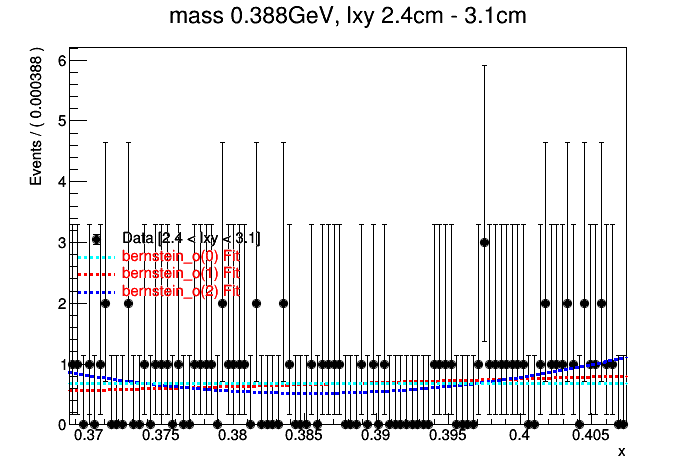 mass 0.388GeV, lxy 2.4cm - 3.1cm
Events / ( 0.000388 )
6
5
4
3
2
1
0
Data [2.4 < lxy < 3.1]
bernstein_o(0) Fit
bernstein_o(1) Fit
bernstein_o(2) Fit
0.37 0.375 0.38 0.385 0.39 0.395 0.4 0.405
x